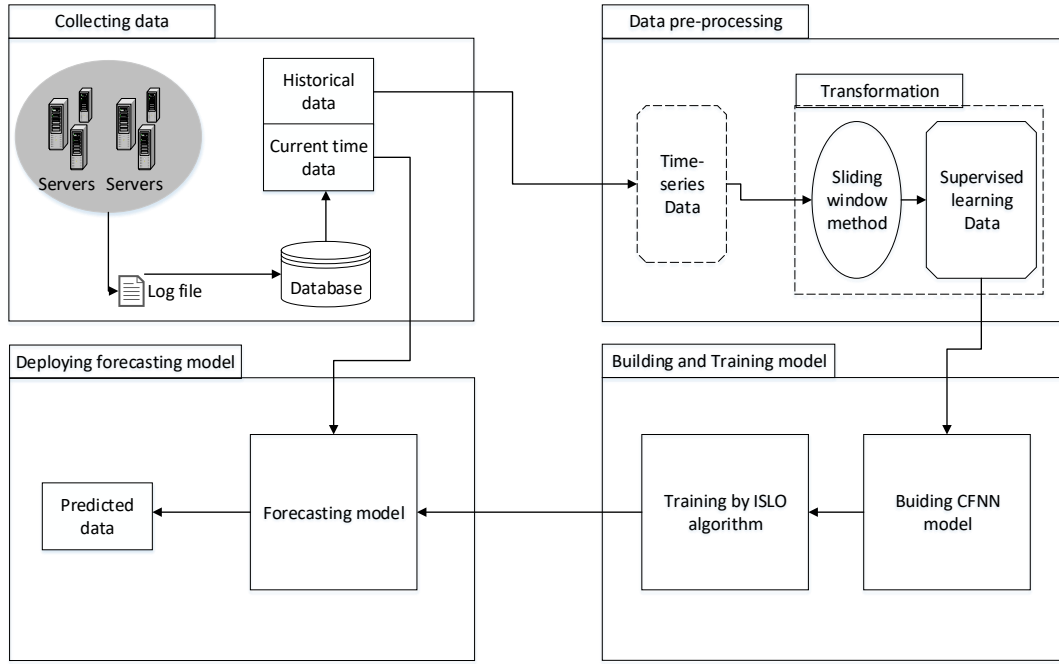 Collecting data
Servers Servers
Log file
Database
Historical
data
Current time
data
Data pre-processing
Time-
series
Data
Transformation
Sliding
window
method
Supervised
learning
Data
Building and Training model
Buiding CFNN
model
Training by ISLO
algorithm
Deploying forecasting model
Forecasting model
Predicted
data